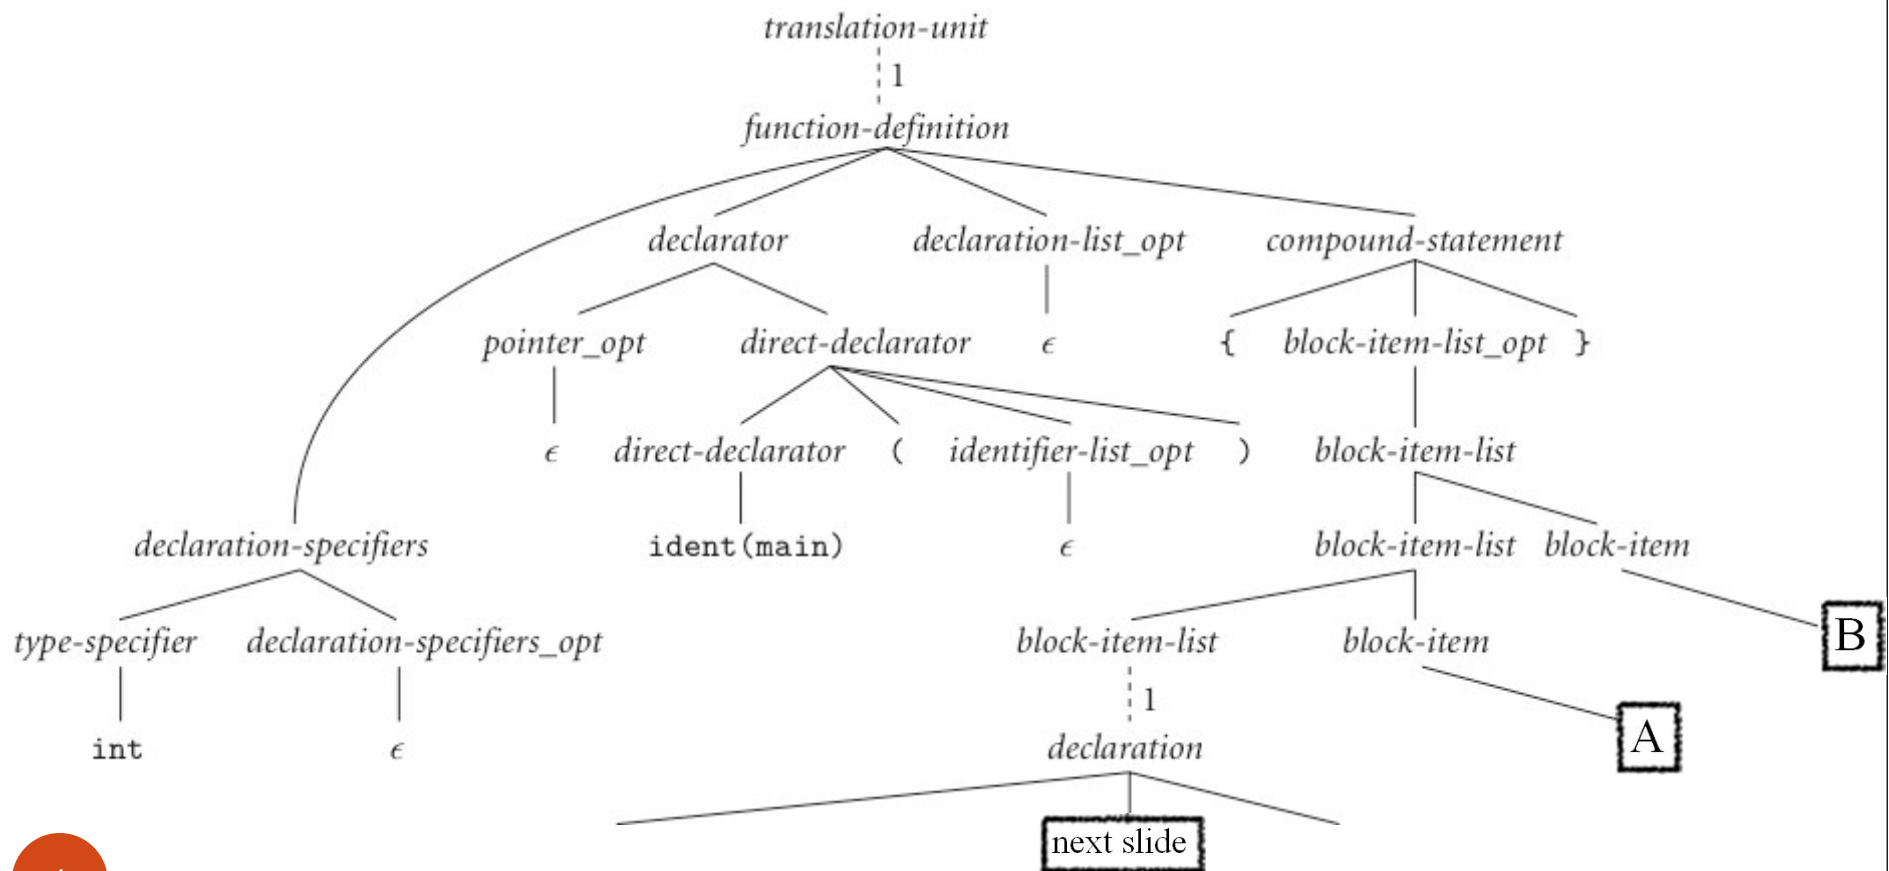 translation-unit
1
function-definition
declarator declaration-list_opt compound-statement
pointer_opt direct-declarator ϵ { block-item-list_opt }
ϵ direct-declarator ( identifier-list_opt ) block-item-list
declaration-specifiers ident(main) ϵ block-item-list block-item
type-specifier declaration-specifiers_opt block-item-list block-item B
1
int ϵ declaration A
next slide